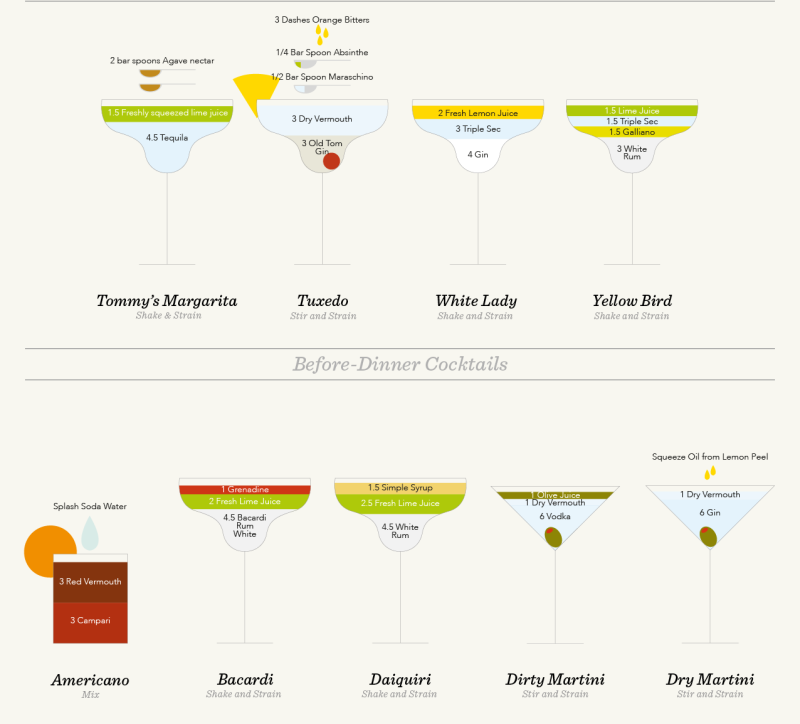 3 Dashes Orange Bitters
1/4 Bar Spoon Absinthe
2 bar spoons Agave nectar
1/2 Bar Spoon Maraschino
1.5 Freshly squeezed lime juice
4.5 Tequila
3 Dry Vermouth
3 Old Tom
Gin
2 Fresh Lemon Juice
3 Triple Sec
4 Gin
1.5 Lime Juice
1.5 Triple Sec
1.5 Galliano
3 White
Rum
Tommy's Margarita
Shake & Strain
Tuxedo
Stir and Strain
White Lady
Shake and Strain
Yellow Bird
Shake and Strain
Before-Dinner Cocktails
Splash Soda Water
3 Red Vermouth
3 Campari
1 Grenadine
2 Fresh Lime Juice
4.5 Bacardi
Rum
White
1.5 Simple Syrup
2.5 Fresh Lime Juice
4.5 White
Rum
1 Olive Juice
1 Dry Vermouth
6 Vodka
Squeeze Oil from Lemon Peel
1 Dry Vermouth
6 Gin
Americano
Mix
Bacardi
Shake and Strain
Daiquiri
Shake and Strain
Dirty Martini
Stir and Strain
Dry Martini
Stir and Strain